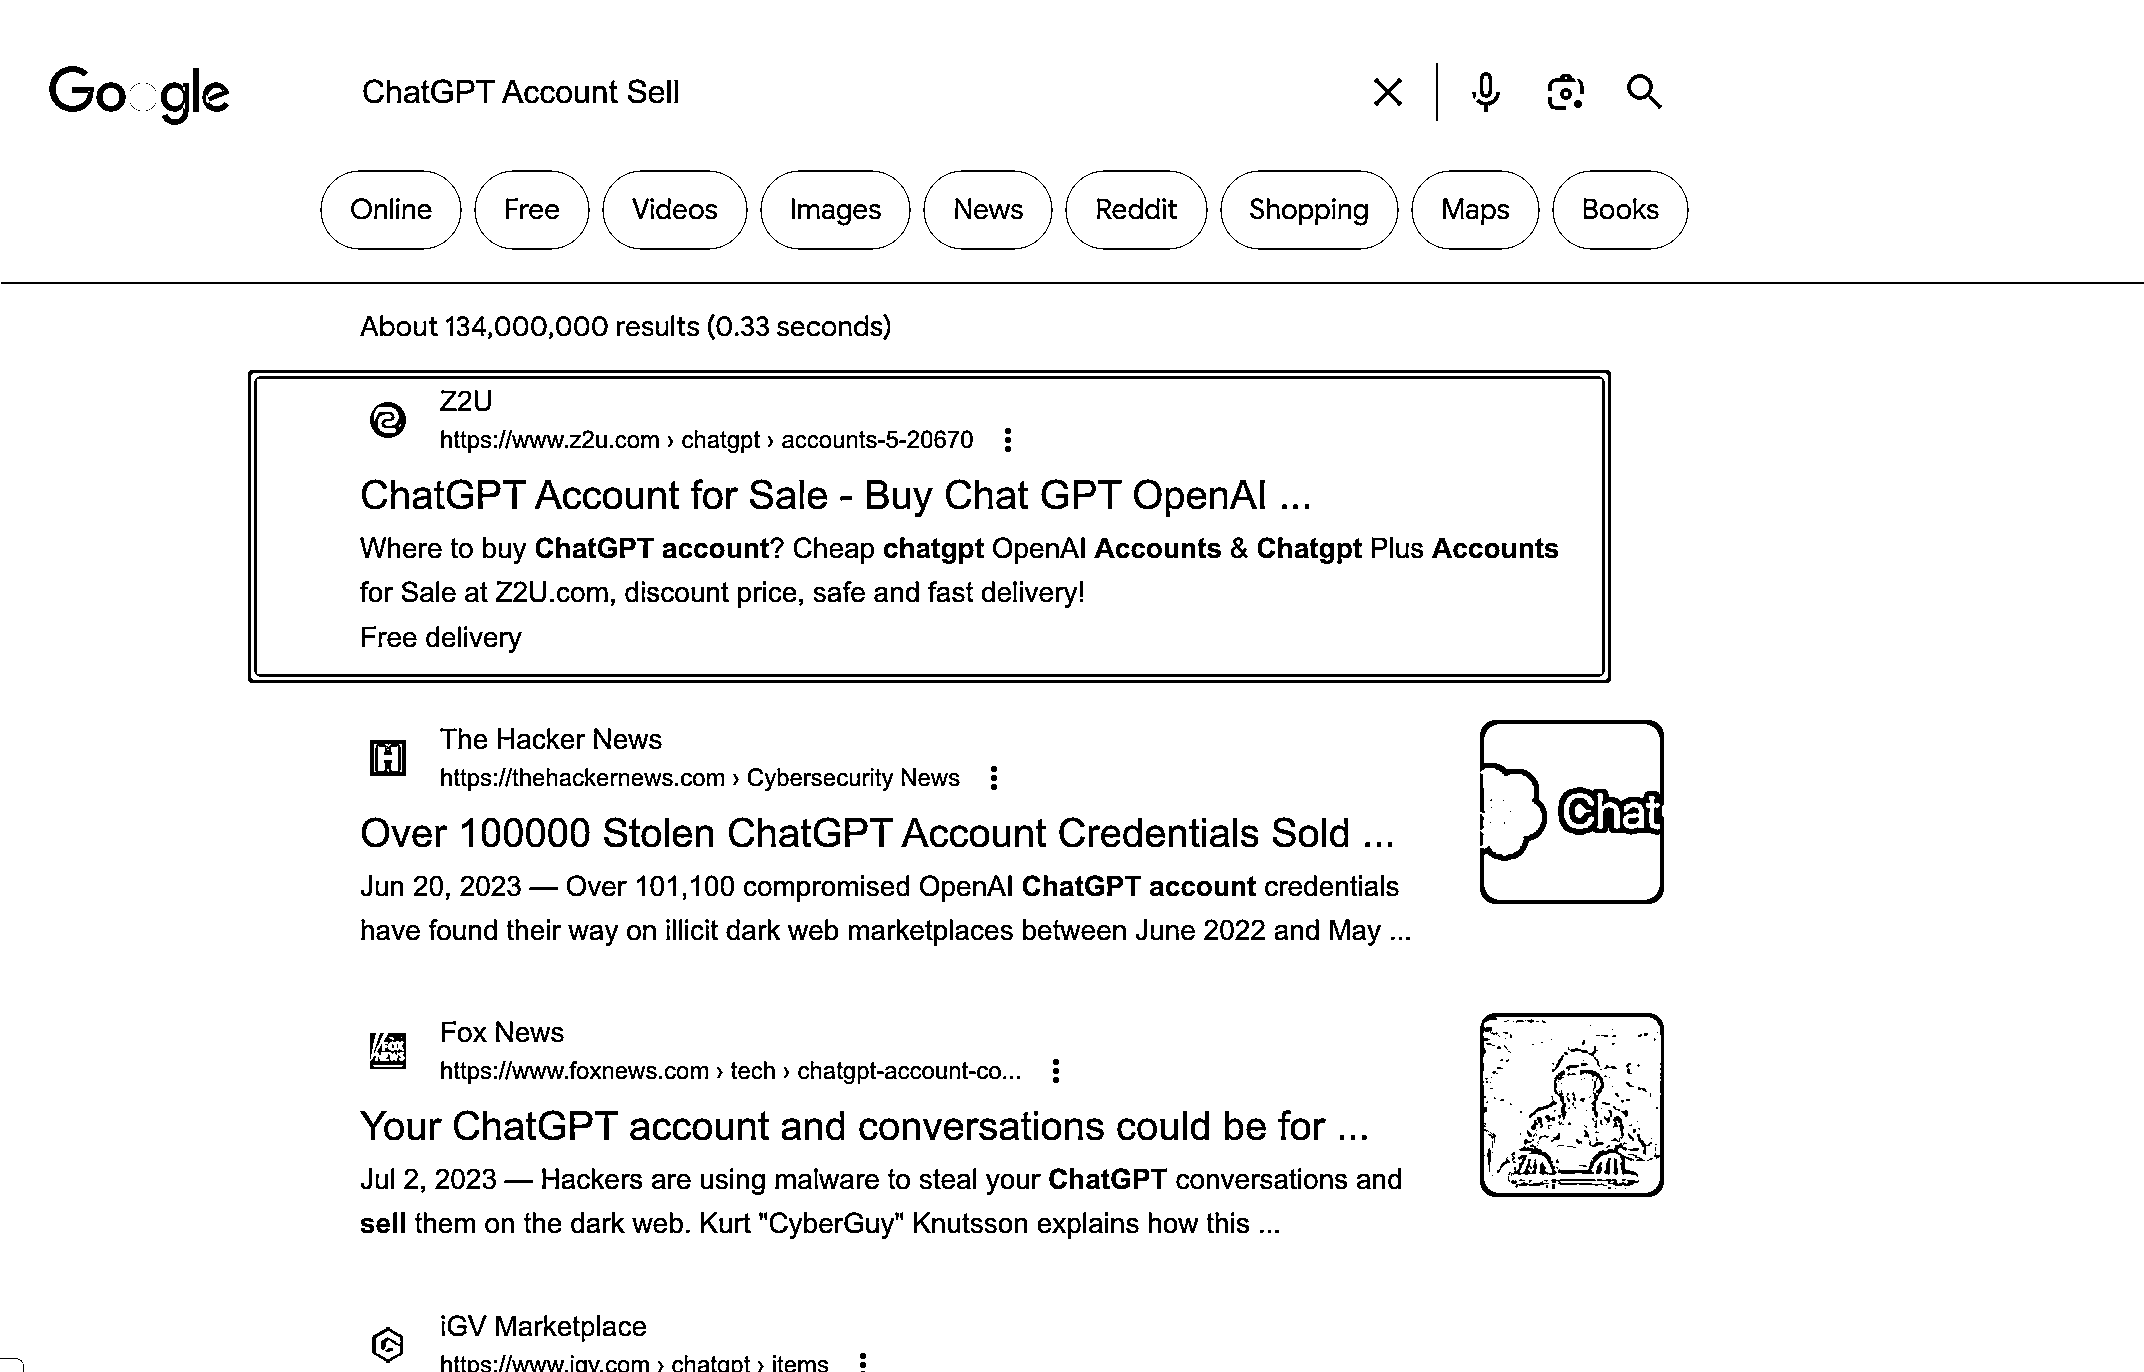 Google
ChatGPT Account Sell
Online Free Videos Images News Reddit Shopping Maps Books
About 134,000,000 results (0.33 seconds)
Z2U
https://www.z2u.com › chatgpt › accounts-5-20670
ChatGPT Account for Sale - Buy Chat GPT OpenAI ...
Where to buy ChatGPT account? Cheap chatgpt OpenAI Accounts & Chatgpt Plus Accounts
for Sale at Z2U.com, discount price, safe and fast delivery!
Free delivery
The Hacker News
https://thehackernews.com › Cybersecurity News
Over 100000 Stolen ChatGPT Account Credentials Sold ...
Chat
Jun 20, 2023 — Over 101,100 compromised OpenAI ChatGPT account credentials
have found their way on illicit dark web marketplaces between June 2022 and May ...
FOX
NEWS
Fox News
https://www.foxnews.com › tech › chatgpt-account-co...
Your ChatGPT account and conversations could be for ...
Jul 2, 2023 — Hackers are using malware to steal your ChatGPT conversations and
sell them on the dark web. Kurt "CyberGuy" Knutsson explains how this ...
iGV Marketplace
https://www.igv.com › chatgpt › items